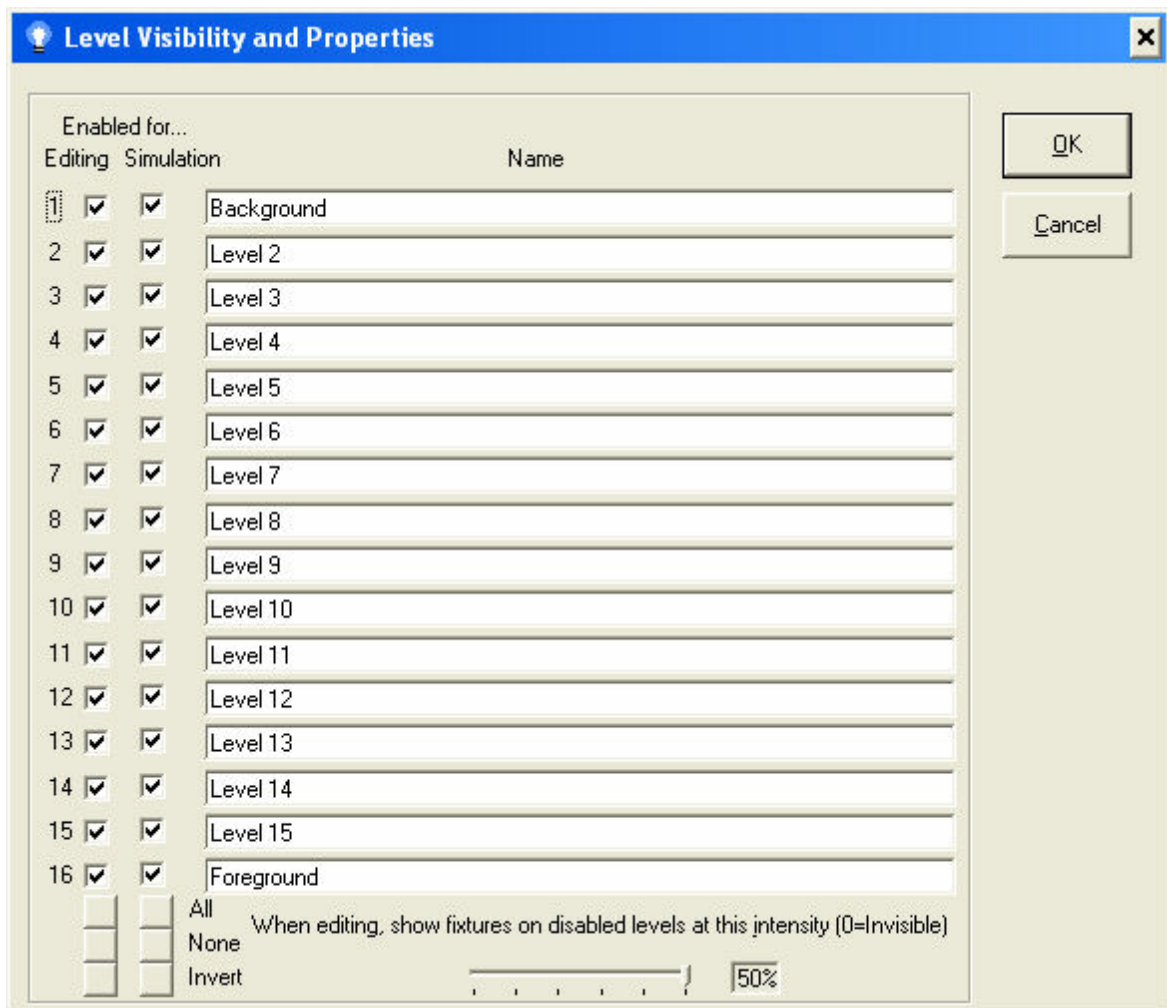 Level Visibility and Properties
Enabled for...
Editing Simulation Name
1 Background
2 Level 2
3 Level 3
4 Level 4
5 Level 5
6 Level 6
7 Level 7
8 Level 8
9 Level 9
10 Level 10
11 Level 11
12 Level 12
13 Level 13
14 Level 14
15 Level 15
16 Foreground
All
None
Invert
When editing, show fixtures on disabled levels at this intensity (0=Invisible)
50%
OK
Cancel